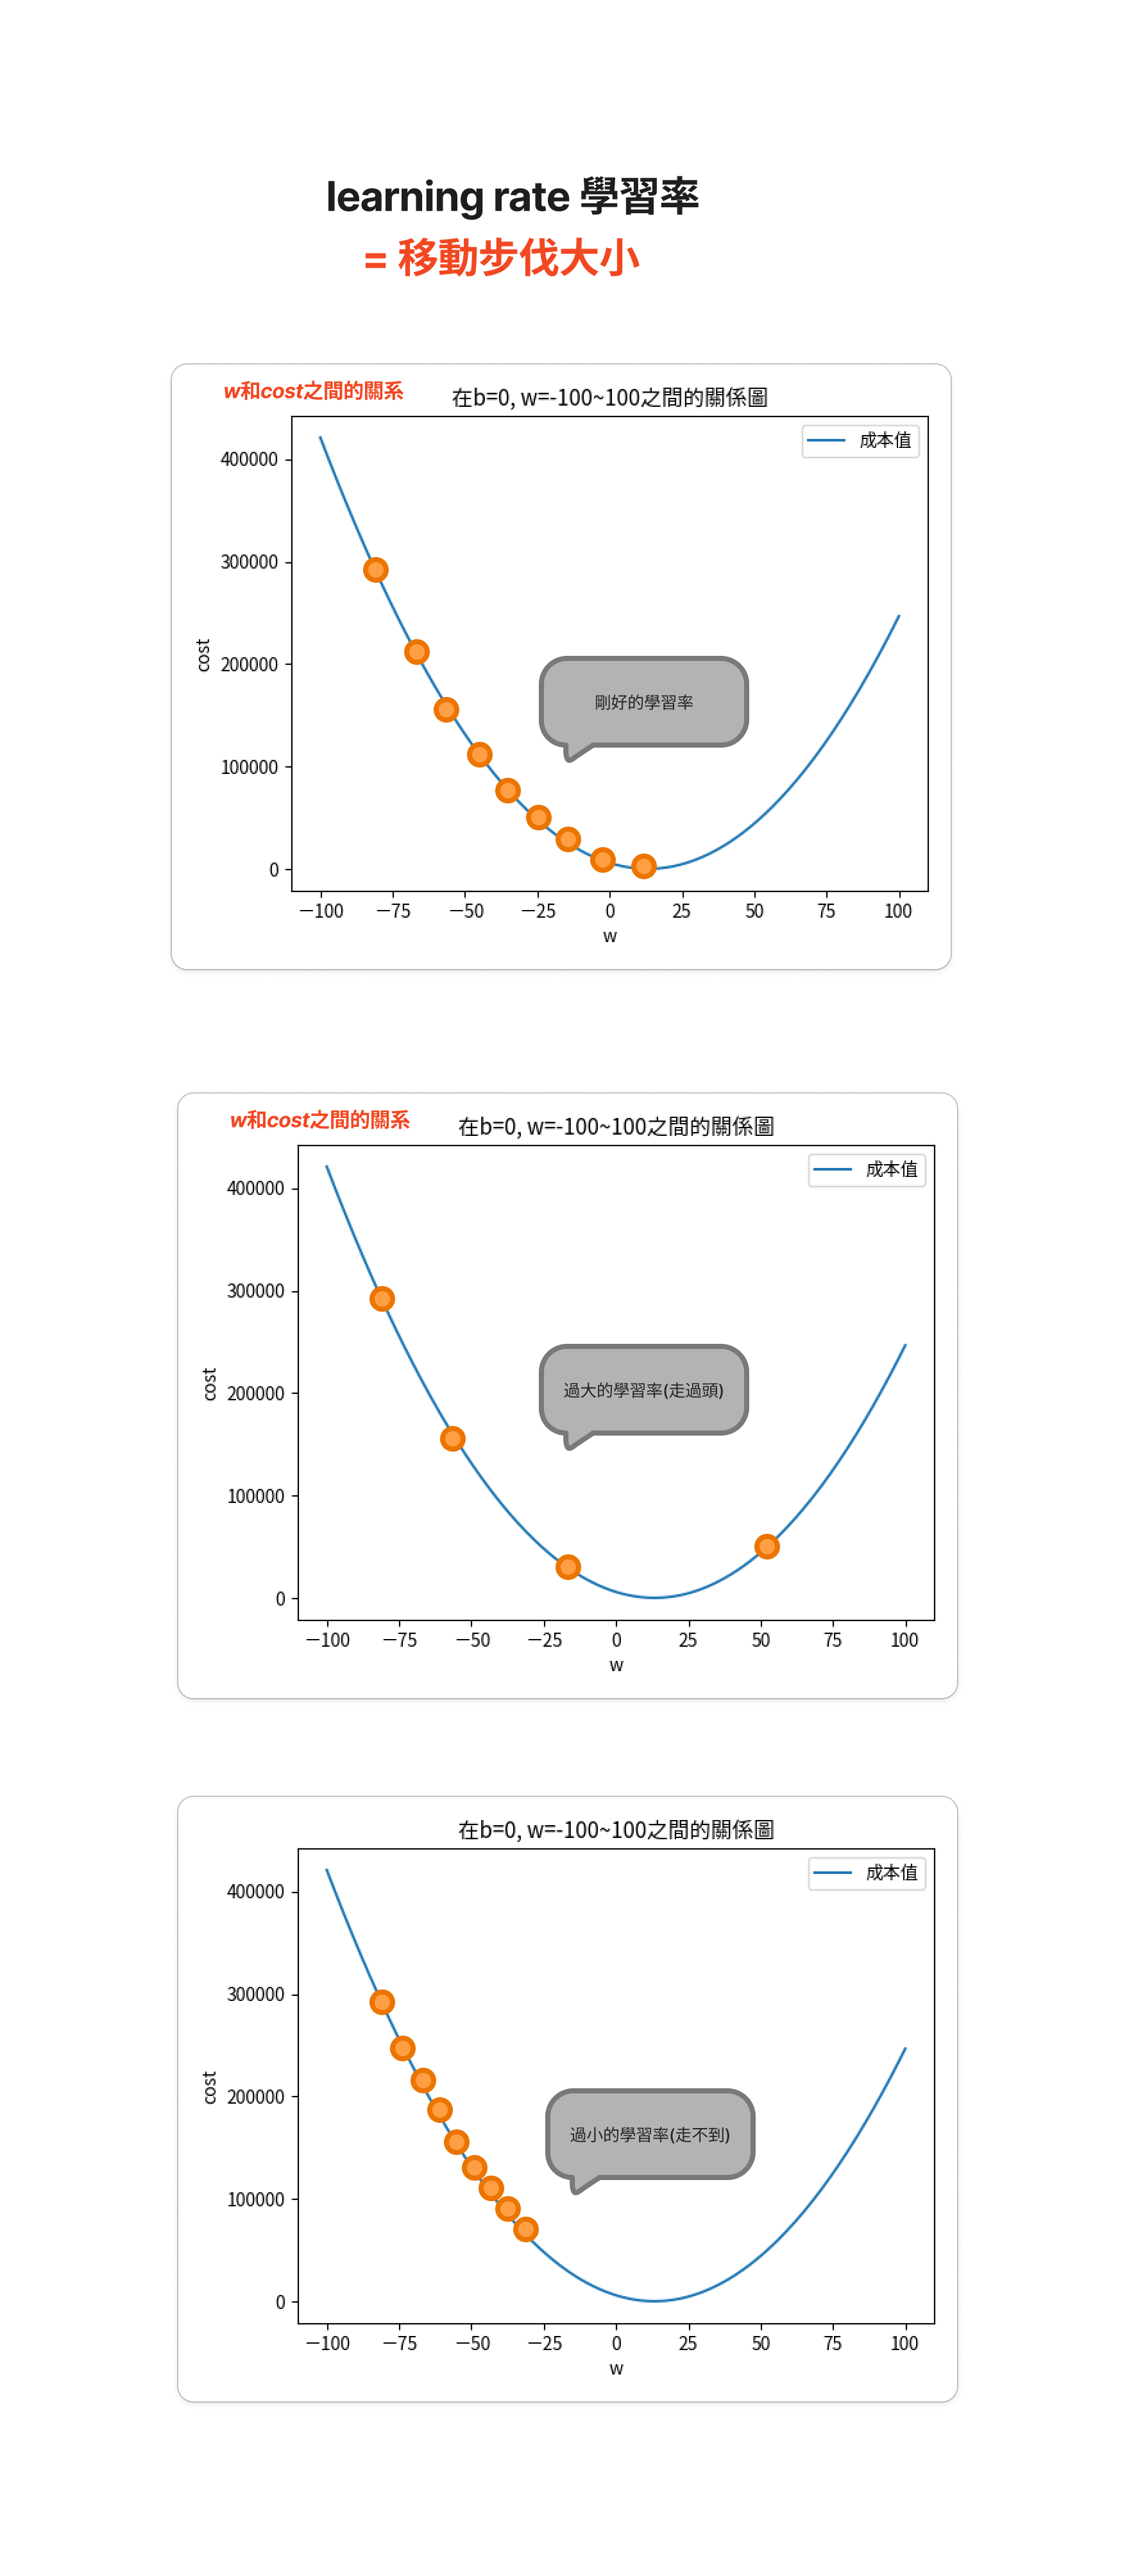 learning rate 學習率
= 移動步伐大小
w和cost之間的關系
在b=0, w=-100~100之間的關係圖
成本值
400000
300000
200000
100000
0
cost
剛好的學習率
−100 −75 −50 −25 0 25 50 75 100
w
w和cost之間的關系
在b=0, w=-100~100之間的關係圖
成本值
400000
300000
200000
100000
0
cost
過大的學習率(走過頭)
−100 −75 −50 −25 0 25 50 75 100
w
在b=0, w=-100~100之間的關係圖
成本值
400000
300000
200000
100000
0
cost
過小的學習率(走不到)
−100 −75 −50 −25 0 25 50 75 100
w